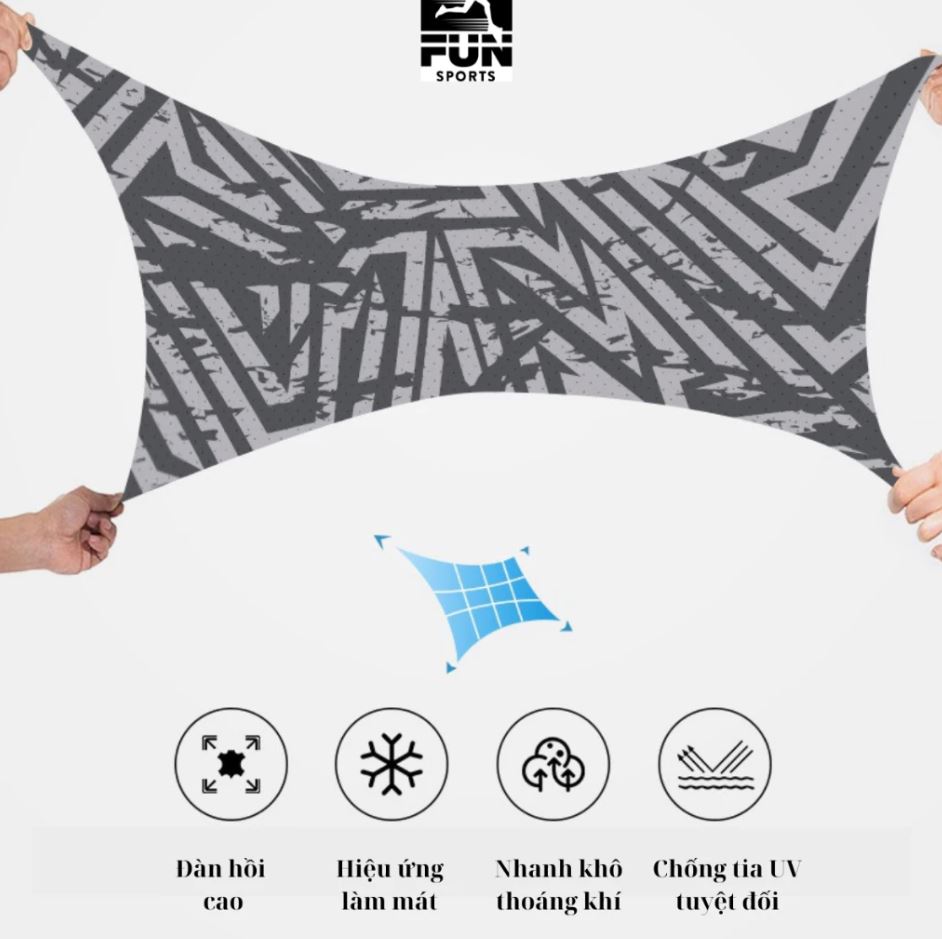 FUN
SPORTS
Đàn hồi
cao
Hiệu ứng
làm mát
Nhanh khô
thoáng khí
Chống tia UV
tuyệt đối